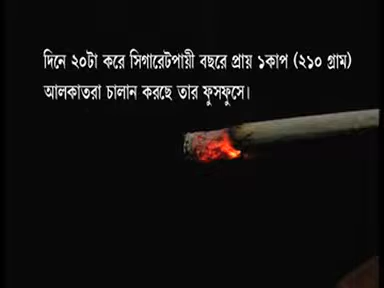 দিনে ২০টা করে সিগারেটপায়ী বছরে প্রায় ১কাপ (২১০ গ্রাম)
আলকাতরা চালান করছে তার ফুসফুসে।